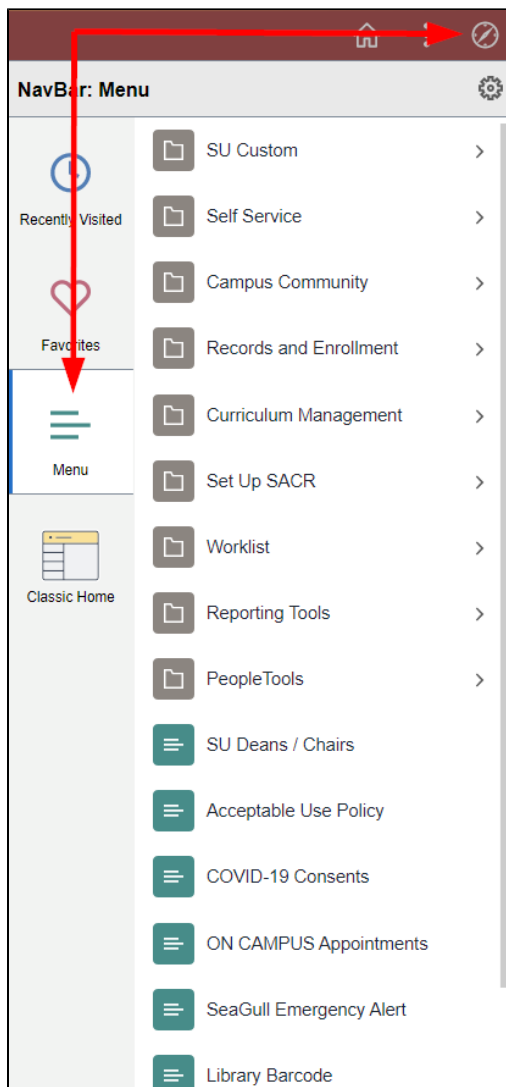 NavBar: Menu
Recently Visited
Favorites
Menu
Classic Home
SU Custom
Self Service
Campus Community
Records and Enrollment
Curriculum Management
Set Up SACR
Worklist
Reporting Tools
PeopleTools
SU Deans / Chairs
Acceptable Use Policy
COVID-19 Consents
ON CAMPUS Appointments
SeaGull Emergency Alert
Library Barcode